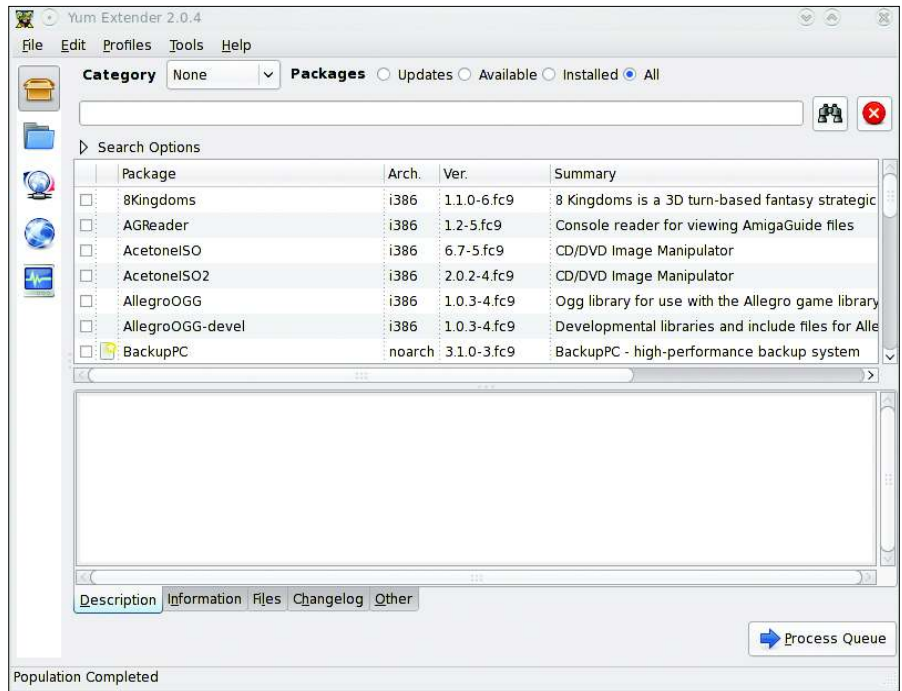 Yum Extender 2.0.4
File Edit Profiles Tools Help
Category None Packages Updates Available Installed All
Search Options
Package Arch. Ver. Summary
8Kingdoms i386 1.1.0-6.fc9 8 Kingdoms is a 3D turn-based fantasy strategic
AGReader i386 1.2-5.fc9 Console reader for viewing AmigaGuide files
AcetoneISO i386 6.7-5.fc9 CD/DVD Image Manipulator
AcetoneISO2 i386 2.0.2-4.fc9 CD/DVD Image Manipulator
AllegroOGG i386 1.0.3-4.fc9 Ogg library for use with the Allegro game library
AllegroOGG-devel i386 1.0.3-4.fc9 Developmental libraries and include files for Alle
BackupPC noarch 3.1.0-3.fc9 BackupPC - high-performance backup system
Description Information Files Changelog Other
Process Queue
Population Completed